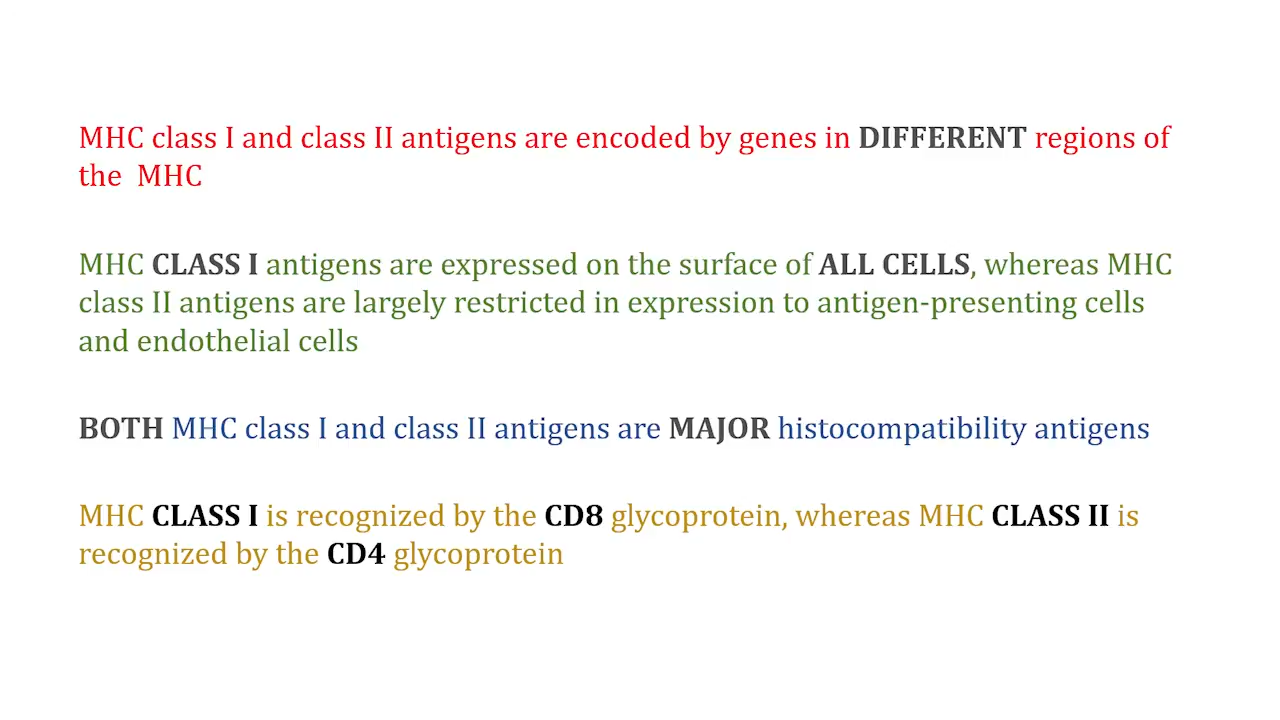 MHC class I and class II antigens are encoded by genes in DIFFERENT regions of
the  MHC
MHC CLASS I antigens are expressed on the surface of ALL CELLS, whereas MHC
class II antigens are largely restricted in expression to antigen-presenting cells
and endothelial cells
BOTH MHC class I and class II antigens are MAJOR histocompatibility antigens
MHC CLASS I is recognized by the CD8 glycoprotein, whereas MHC CLASS II is
recognized by the CD4 glycoprotein